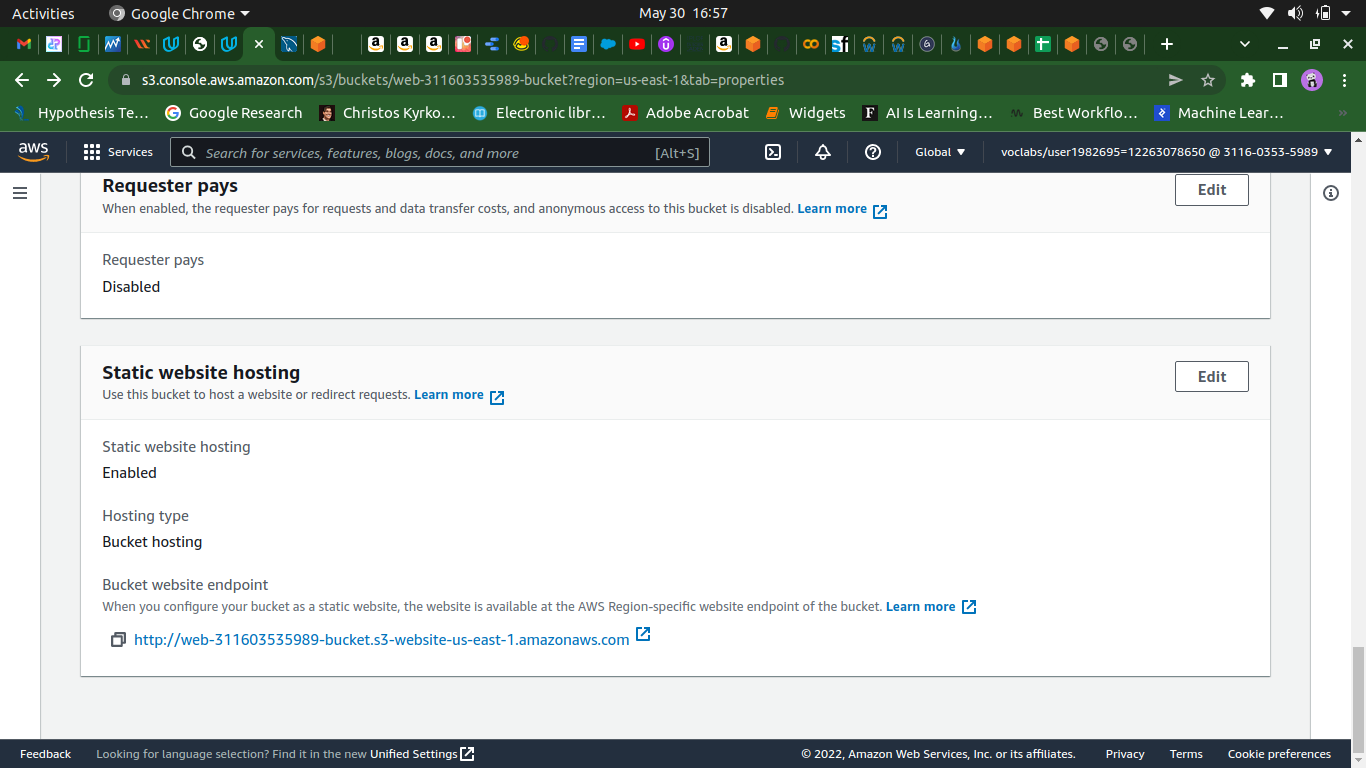 Activities
Google Chrome
May 30 16:57
s3.console.aws.amazon.com/s3/buckets/web-311603535989-bucket?region=us-east-1&tab=properties
Hypothesis Te...
Google Research
Christos Kyrko...
Electronic libr...
Adobe Acrobat
Widgets
AI Is Learning...
Best Workflo...
Machine Lear...
»
aws
Services
Search for services, features, blogs, docs, and more
[Alt+S]
Global
voclabs/user1982695=12263078650 @ 3116-0353-5989
Requester pays
Edit
When enabled, the requester pays for requests and data transfer costs, and anonymous access to this bucket is disabled. Learn more
Requester pays
Disabled
Static website hosting
Edit
Use this bucket to host a website or redirect requests. Learn more
Static website hosting
Enabled
Hosting type
Bucket hosting
Bucket website endpoint
When you configure your bucket as a static website, the website is available at the AWS Region-specific website endpoint of the bucket. Learn more
http://web-311603535989-bucket.s3-website-us-east-1.amazonaws.com
Feedback
Looking for language selection? Find it in the new Unified Settings
© 2022, Amazon Web Services, Inc. or its affiliates.
Privacy
Terms
Cookie preferences